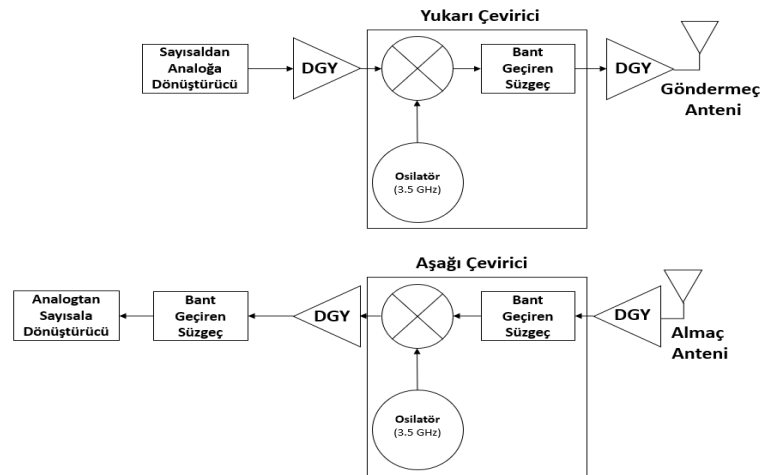 Yukarı Çevirici
Sayısaldan
Analoğa
Dönüştürücü
DGY
Bant
Geçiren
Süzgeç
DGY
Göndermeç
Anteni
Osilatör
(3.5 GHz)
Aşağı Çevirici
Analogtan
Sayısala
Dönüştürücü
Bant
Geçiren
Süzgeç
DGY
Bant
Geçiren
Süzgeç
DGY
Almaç
Anteni
Osilatör
(3.5 GHz)